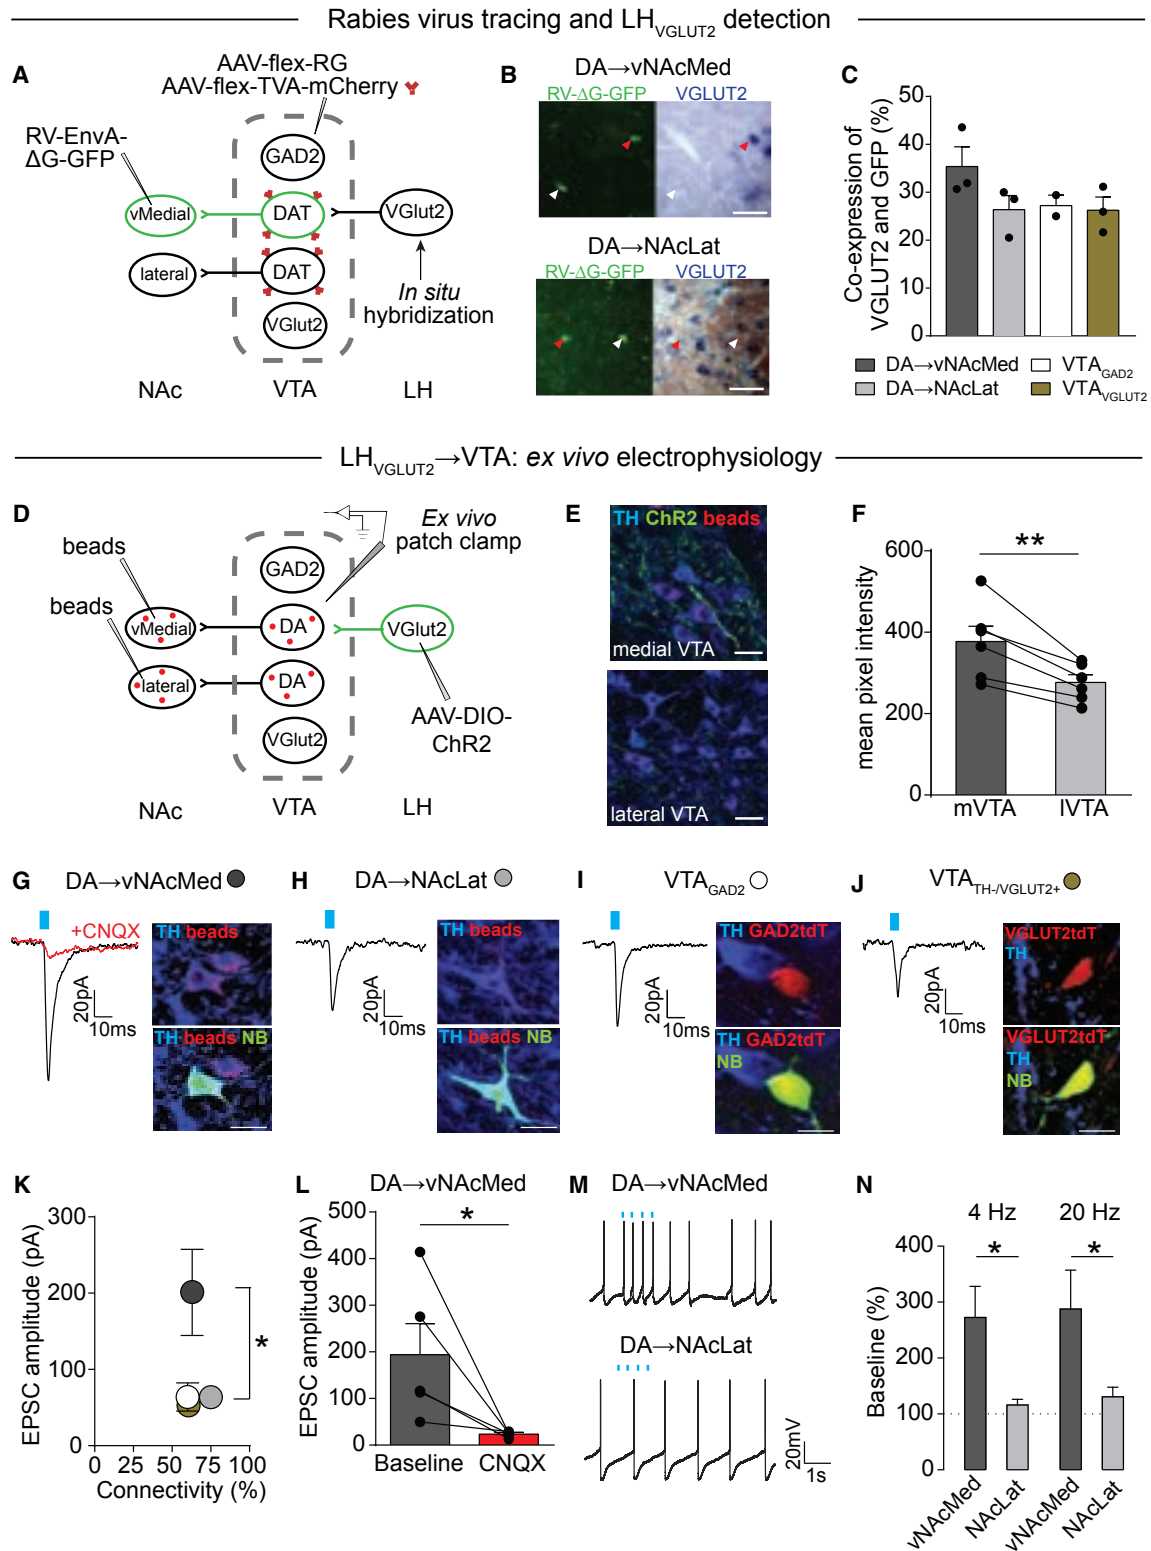 Rabies virus tracing and LHVGLUT2 detection
A
AAV-flex-RG
AAV-flex-TVA-mCherry
RV-EnvA-
ΔG-GFP
GAD2
vMedial
DAT
VGlut2
lateral
DAT
VGlut2
In situ
hybridization
NAc
VTA
LH
B
DA→vNAcMed
RV-ΔG-GFP
VGLUT2
DA→NAcLat
RV-ΔG-GFP
VGLUT2
C
Co-expression of
VGLUT2 and GFP (%)
50
40
30
20
10
0
DA→vNAcMed
VTAGAD2
DA→NAcLat
VTAVGLUT2
LHVGLUT2→VTA: ex vivo electrophysiology
D
beads
beads
Ex vivo
patch clamp
GAD2
vMedial
DA
VGlut2
lateral
DA
VGlut2
AAV-DIO-
ChR2
NAc
VTA
LH
E
TH ChR2 beads
medial VTA
lateral VTA
F
mean pixel intensity
600
400
200
0
**
mVTA
lVTA
G
DA→vNAcMed
+CNQX
20pA
10ms
TH beads
TH beads NB
H
DA→NAcLat
20pA
10ms
TH beads
TH beads NB
I
VTAGAD2
20pA
10ms
TH GAD2tdT
TH GAD2tdT
NB
J
VTATH-/VGLUT2+
20pA
10ms
VGLUT2tdT
TH
VGLUT2tdT
TH
NB
K
EPSC amplitude (pA)
300
200
100
0
*
0
25
50
75
100
Connectivity (%)
L
DA→vNAcMed
EPSC amplitude (pA)
500
400
300
200
100
0
*
Baseline
CNQX
M
DA→vNAcMed
DA→NAcLat
20mV
1s
N
4 Hz
20 Hz
Baseline (%)
400
300
200
100
0
*
*
vNAcMed
NAcLat
vNAcMed
NAcLat